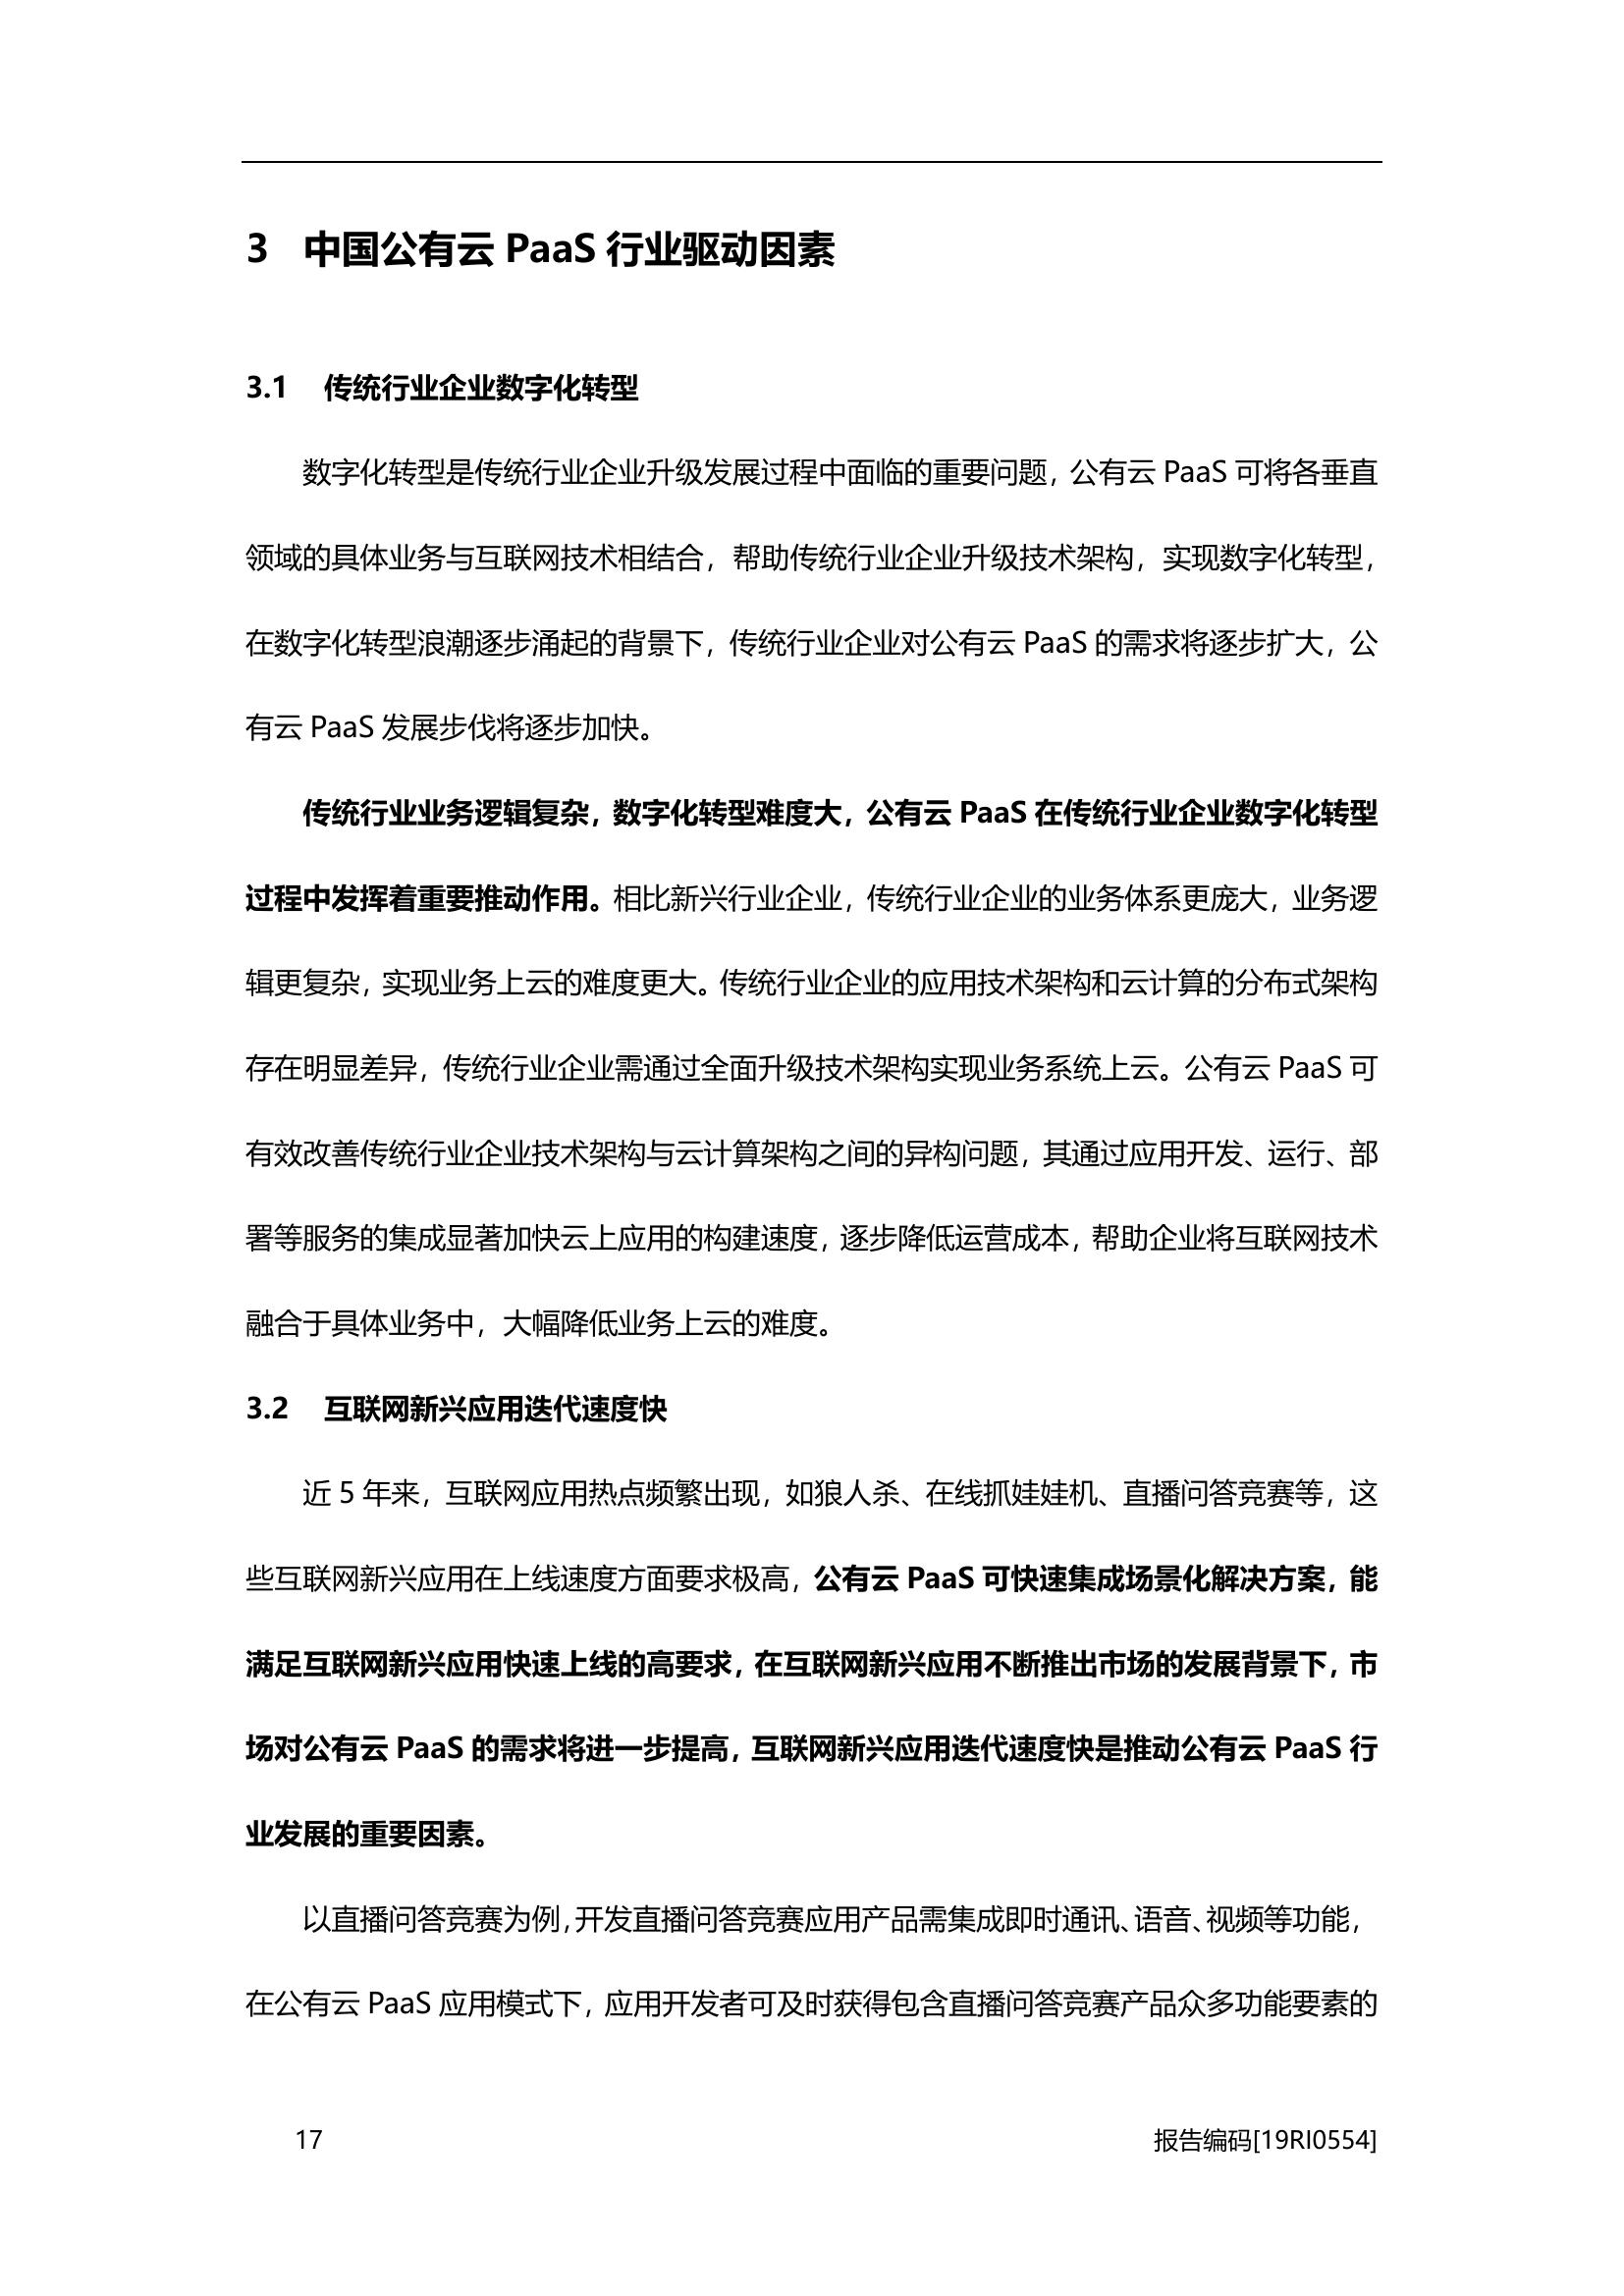 3 中国公有云 PaaS 行业驱动因素
3.1 传统行业企业数字化转型
数字化转型是传统行业企业升级发展过程中面临的重要问题，公有云 PaaS 可将各垂直
领域的具体业务与互联网技术相结合，帮助传统行业企业升级技术架构，实现数字化转型，
在数字化转型浪潮逐步涌起的背景下，传统行业企业对公有云 PaaS 的需求将逐步扩大，公
有云 PaaS 发展步伐将逐步加快。
传统行业业务逻辑复杂，数字化转型难度大，公有云 PaaS 在传统行业企业数字化转型
过程中发挥着重要推动作用。相比新兴行业企业，传统行业企业的业务体系更庞大，业务逻
辑更复杂，实现业务上云的难度更大。传统行业企业的应用技术架构和云计算的分布式架构
存在明显差异，传统行业企业需通过全面升级技术架构实现业务系统上云。公有云 PaaS 可
有效改善传统行业企业技术架构与云计算架构之间的异构问题，其通过应用开发、运行、部
署等服务的集成显著加快云上应用的构建速度，逐步降低运营成本，帮助企业将互联网技术
融合于具体业务中，大幅降低业务上云的难度。
3.2 互联网新兴应用迭代速度快
近 5 年来，互联网应用热点频繁出现，如狼人杀、在线抓娃娃机、直播问答竞赛等，这
些互联网新兴应用在上线速度方面要求极高，公有云 PaaS 可快速集成场景化解决方案，能
满足互联网新兴应用快速上线的高要求，在互联网新兴应用不断推出市场的发展背景下，市
场对公有云 PaaS 的需求将进一步提高，互联网新兴应用迭代速度快是推动公有云 PaaS 行
业发展的重要因素。
以直播问答竞赛为例，开发直播问答竞赛应用产品需集成即时通讯、语音、视频等功能，
在公有云 PaaS 应用模式下，应用开发者可及时获得包含直播问答竞赛产品众多功能要素的
17 报告编码[19RI0554]